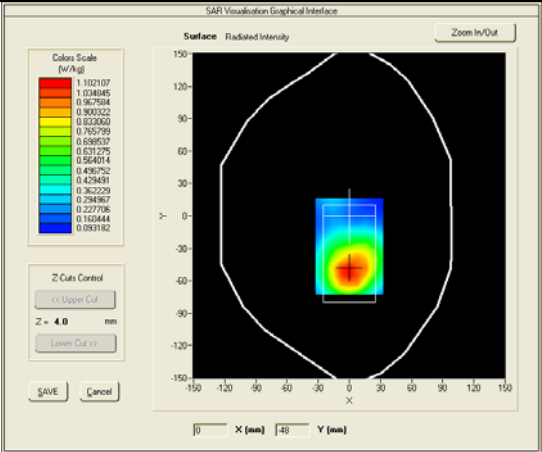 SAR Visualisation Graphical Interface
Surface Radiated Intensity
Zoom In/Out
Colors Scale
(W/kg)
1.102107
1.034845
0.967584
0.900322
0.833060
0.765799
0.698537
0.631275
0.564014
0.496752
0.429491
0.362229
0.294967
0.227706
0.160444
0.093182
Z-Cuts Control
<< Upper Cut
Z = 4.0 mm
Lower Cut >>
SAVE Cancel
150-
120-
90-
60-
30-
0-
-30-
-60-
-90-
-120-
-150-
Y
-150 -120 -90 -60 -30 0 30 60 90 120 150
X
0 X (mm) -48 Y (mm)